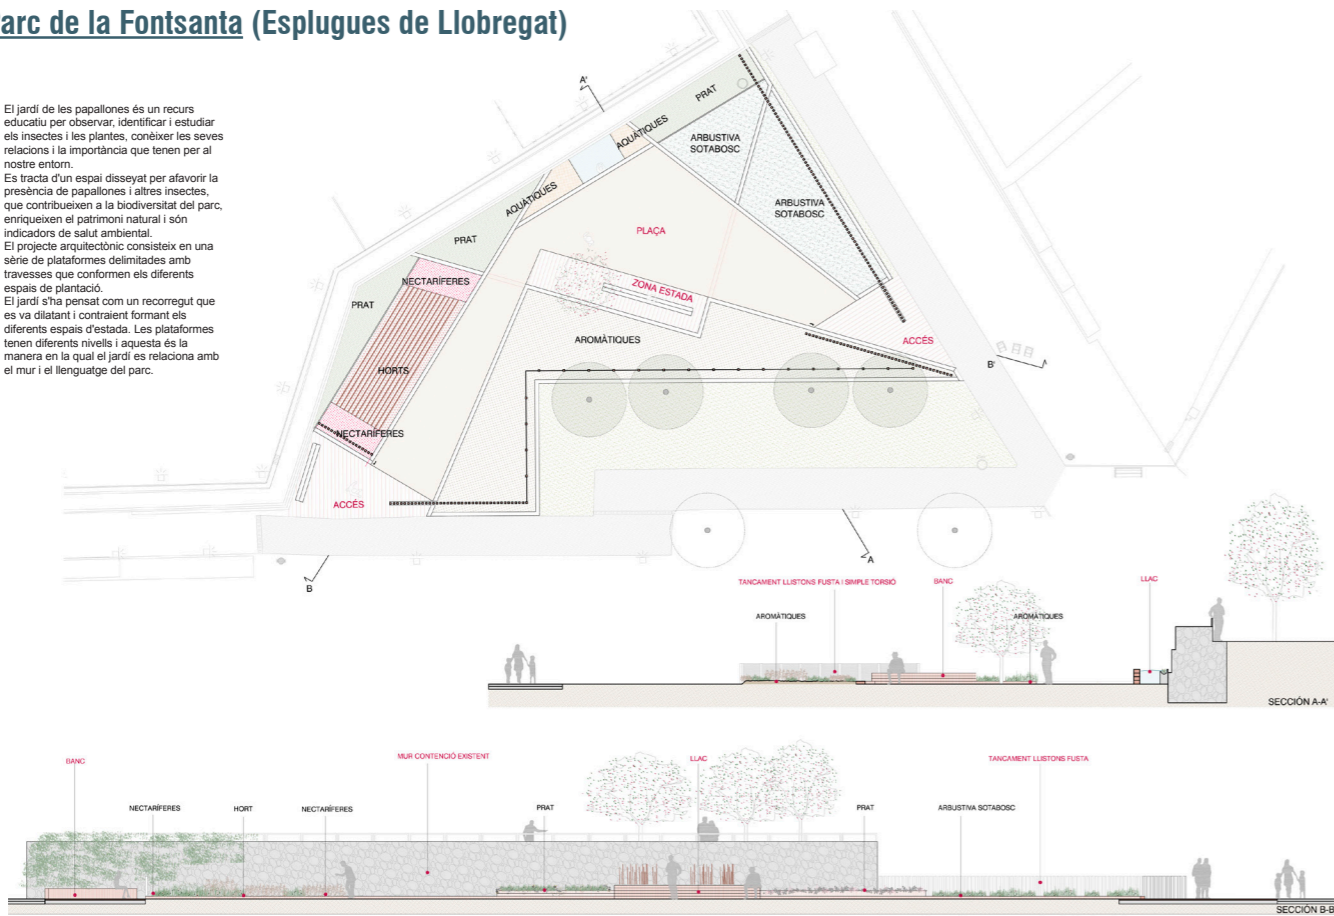 arc de la Fontsanta (Esplugues de Llobregat)
El jardí de les papallones és un recurs
educatiu per observar, identificar i estudiar
els insectes i les plantes, conèixer les seves
relacions i la importància que tenen per al
nostre entorn.
Es tracta d'un espai dissenyat per afavorir la
presència de papallones i altres insectes,
que contribueixen a la biodiversitat del parc,
enriqueixen el patrimoni natural i són
indicadors de salut ambiental.
El projecte arquitectònic consisteix en una
sèrie de plataformes delimitades amb
travesses que conformen els diferents
espais de plantació.
El jardí s'ha pensat com un recorregut que
es va dilatant i contraient formant els
diferents espais d'estada. Les plataformes
tenen diferents nivells i aquesta és la
manera en la qual el jardí es relaciona amb
el mur i el llenguatge del parc.
A'
PRAT
AQUÀTIQUES
ARBUSTIVA
SOTABOSC
AQUÀTIQUES
ARBUSTIVA
SOTABOSC
PLAÇA
PRAT
NECTARÍFERES
ZONA ESTADA
PRAT
AROMÀTIQUES
ACCÉS
B'
HORTS
NECTARÍFERES
ACCÉS
A
B
TANCAMENT LLISTONS FUSTA I SIMPLE TORSIÓ
BANC
LLAC
AROMÀTIQUES
AROMÀTIQUES
SECCIÓN A-A'
BANC
MUR CONTENCIÓ EXISTENT
LLAC
TANCAMENT LLISTONS FUSTA
NECTARÍFERES
HORT
NECTARÍFERES
PRAT
PRAT
ARBUSTIVA SOTABOSC
SECCIÓN B-B